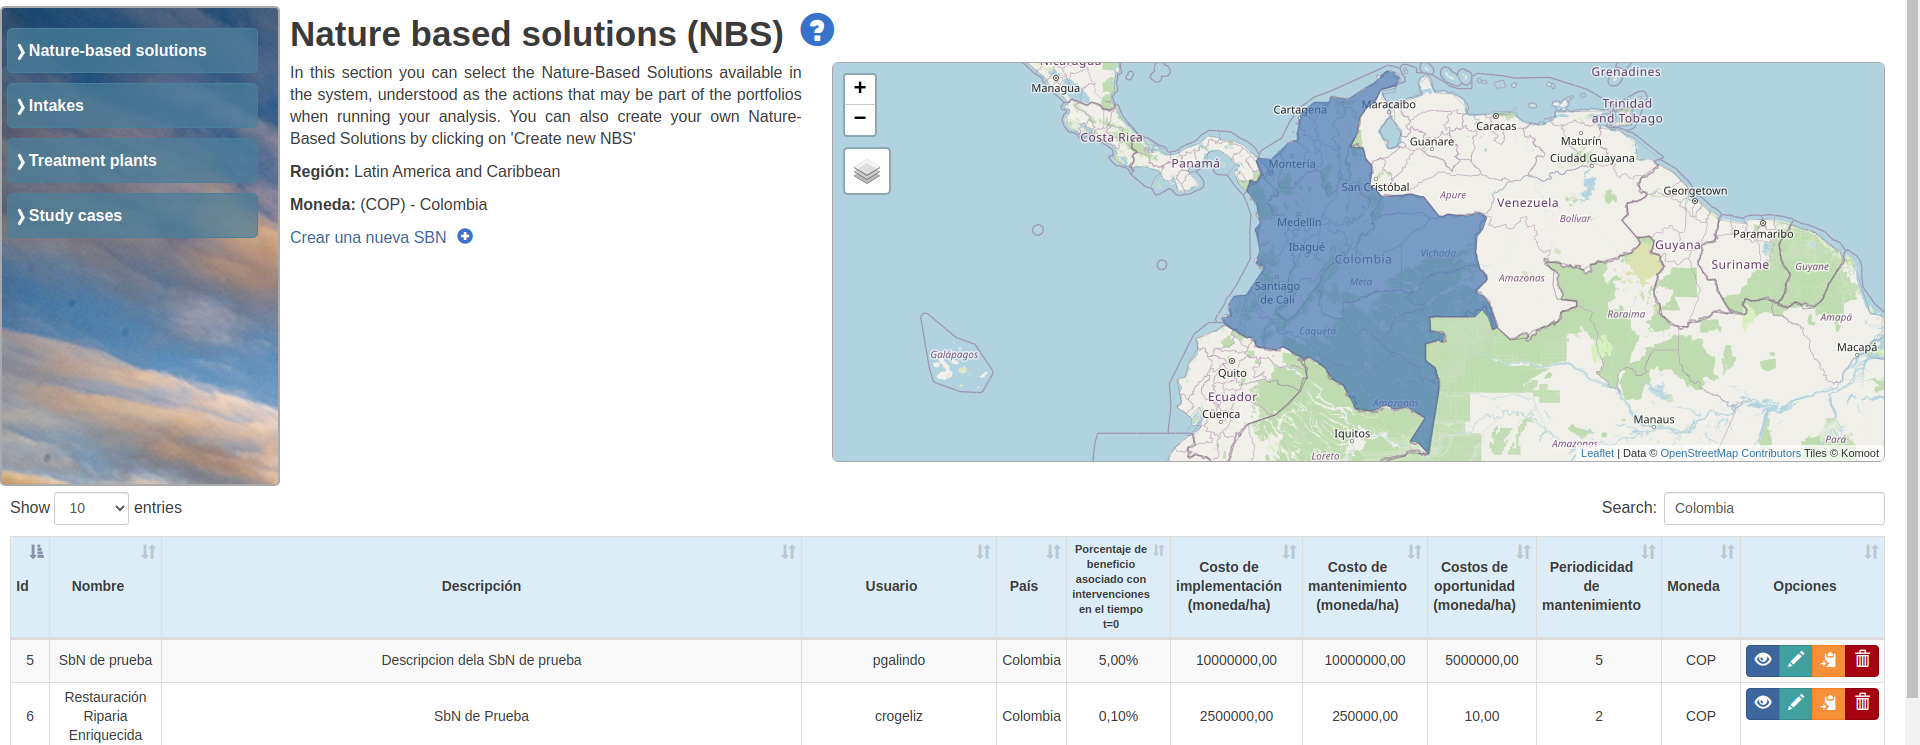 ❯Nature-based solutions
❯Intakes
❯Treatment plants
❯Study cases
Nature based solutions (NBS) ?
In this section you can select the Nature-Based Solutions available in
the system, understood as the actions that may be part of the portfolios
when running your analysis. You can also create your own Nature-
Based Solutions by clicking on 'Create new NBS'
Región: Latin America and Caribbean
Moneda: (COP) - Colombia
Crear una nueva SBN
+
−
Nicaragua
Managua
Costa Rica
Panamá
Cartagena
Maracaibo
Grenadines
Trinidad
and Tobago
Caracas
Guanare
Maturín
Ciudad Guayana
Montería
San Cristóbal
Apure
Venezuela
Bolívar
Georgetown
Medellín
Ibagué
Colombia
Vichada
Meta
Guyana
Paramaribo
Suriname
Guyane
Santiago
de Cali
Amazonas
Caquetá
Roraima
Amapá
Galápagos
Macapá
Quito
Ecuador
Cuenca
Amazonas
Iquitos
Loreto
Manaus
Amazonas
Pará
Leaflet | Data © OpenStreetMap Contributors Tiles © Komoot
Show 10 entries
Search: Colombia
Id
Nombre
Descripción
Usuario
País
Porcentaje de
beneficio
asociado con
intervenciones
en el tiempo
t=0
Costo de
implementación
(moneda/ha)
Costo de
mantenimiento
(moneda/ha)
Costos de
oportunidad
(moneda/ha)
Periodicidad
de
mantenimiento
Moneda
Opciones
5 SbN de prueba Descripcion dela SbN de prueba pgalindo Colombia 5,00% 10000000,00 10000000,00 5000000,00 5 COP
Restauración
Riparia
Enriquecida
6 SbN de Prueba crogeliz Colombia 0,10% 2500000,00 250000,00 10,00 2 COP